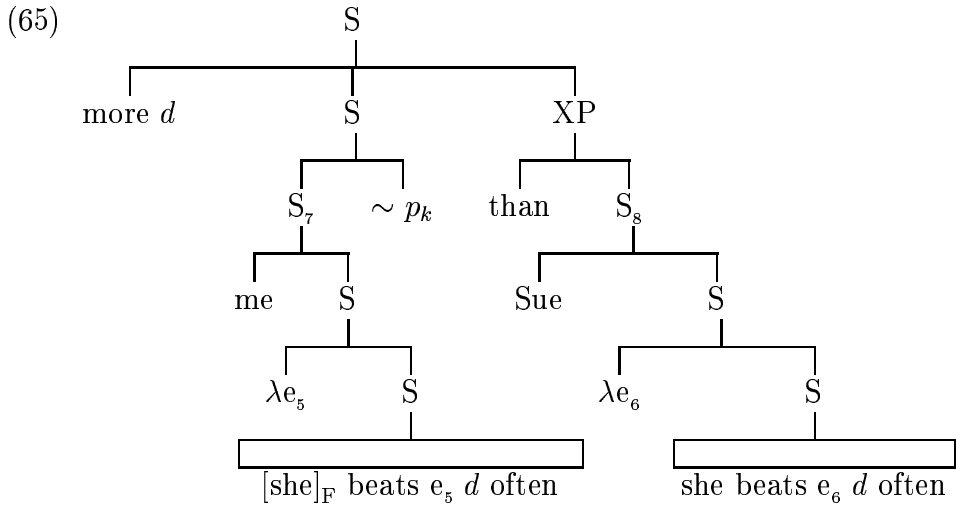 (65) S
more d S XP
S₇ ∼ pₖ than S₈
me S Sue S
λe₅ S λe₆ S
[she]F beats e₅ d often she beats e₆ d often